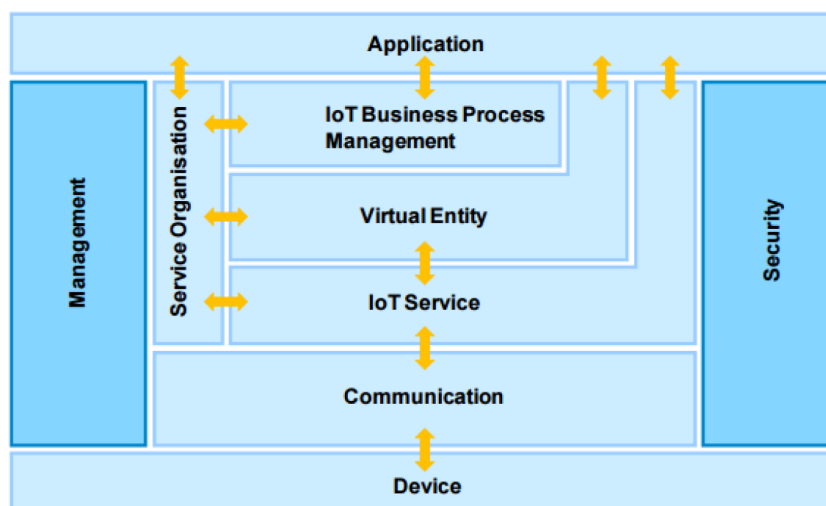 Application
Management
Service Organisation
IoT Business Process
Management
Virtual Entity
IoT Service
Communication
Security
Device